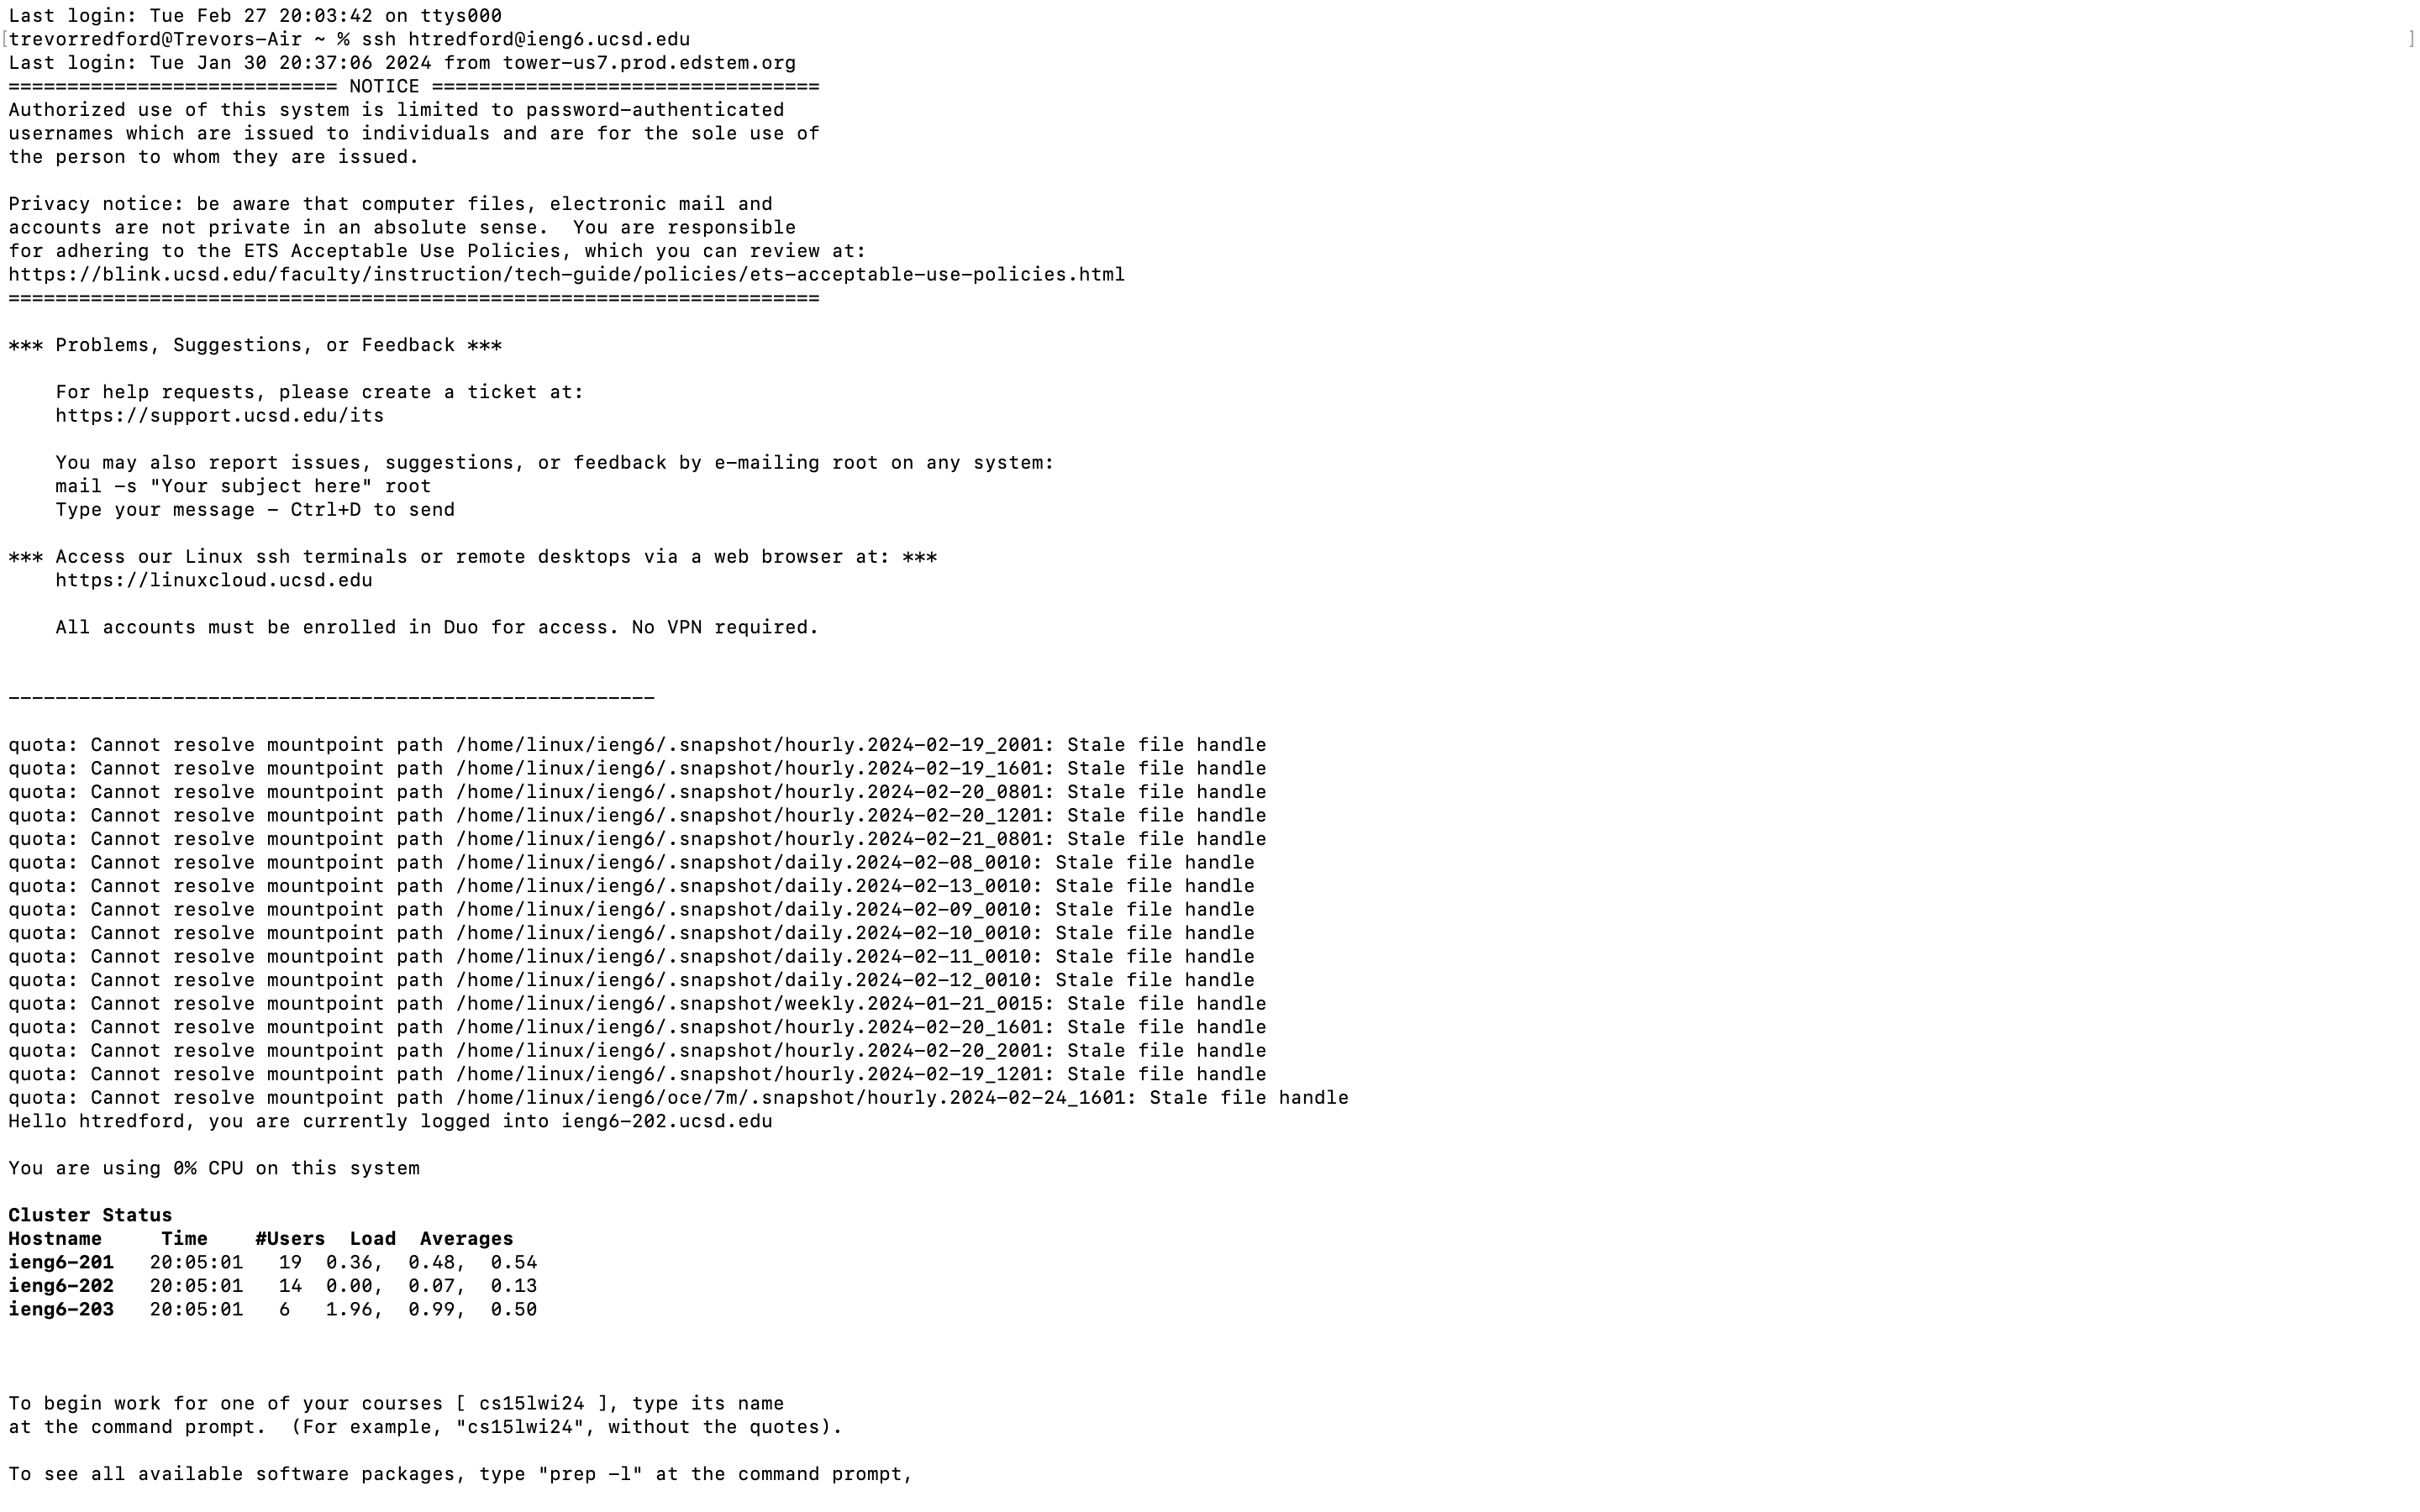 Last login: Tue Feb 27 20:03:42 on ttys000
[trevorredford@Trevors-Air ~ % ssh htredford@ieng6.ucsd.edu ]
Last login: Tue Jan 30 20:37:06 2024 from tower-us7.prod.edstem.org
============================ NOTICE =================================
Authorized use of this system is limited to password-authenticated
usernames which are issued to individuals and are for the sole use of
the person to whom they are issued.

Privacy notice: be aware that computer files, electronic mail and
accounts are not private in an absolute sense.  You are responsible
for adhering to the ETS Acceptable Use Policies, which you can review at:
https://blink.ucsd.edu/faculty/instruction/tech-guide/policies/ets-acceptable-use-policies.html
=====================================================================

*** Problems, Suggestions, or Feedback ***

    For help requests, please create a ticket at:
    https://support.ucsd.edu/its

    You may also report issues, suggestions, or feedback by e-mailing root on any system:
    mail -s "Your subject here" root
    Type your message - Ctrl+D to send

*** Access our Linux ssh terminals or remote desktops via a web browser at: ***
    https://linuxcloud.ucsd.edu

    All accounts must be enrolled in Duo for access. No VPN required.


-------------------------------------------------------

quota: Cannot resolve mountpoint path /home/linux/ieng6/.snapshot/hourly.2024-02-19_2001: Stale file handle
quota: Cannot resolve mountpoint path /home/linux/ieng6/.snapshot/hourly.2024-02-19_1601: Stale file handle
quota: Cannot resolve mountpoint path /home/linux/ieng6/.snapshot/hourly.2024-02-20_0801: Stale file handle
quota: Cannot resolve mountpoint path /home/linux/ieng6/.snapshot/hourly.2024-02-20_1201: Stale file handle
quota: Cannot resolve mountpoint path /home/linux/ieng6/.snapshot/hourly.2024-02-21_0801: Stale file handle
quota: Cannot resolve mountpoint path /home/linux/ieng6/.snapshot/daily.2024-02-08_0010: Stale file handle
quota: Cannot resolve mountpoint path /home/linux/ieng6/.snapshot/daily.2024-02-13_0010: Stale file handle
quota: Cannot resolve mountpoint path /home/linux/ieng6/.snapshot/daily.2024-02-09_0010: Stale file handle
quota: Cannot resolve mountpoint path /home/linux/ieng6/.snapshot/daily.2024-02-10_0010: Stale file handle
quota: Cannot resolve mountpoint path /home/linux/ieng6/.snapshot/daily.2024-02-11_0010: Stale file handle
quota: Cannot resolve mountpoint path /home/linux/ieng6/.snapshot/daily.2024-02-12_0010: Stale file handle
quota: Cannot resolve mountpoint path /home/linux/ieng6/.snapshot/weekly.2024-01-21_0015: Stale file handle
quota: Cannot resolve mountpoint path /home/linux/ieng6/.snapshot/hourly.2024-02-20_1601: Stale file handle
quota: Cannot resolve mountpoint path /home/linux/ieng6/.snapshot/hourly.2024-02-20_2001: Stale file handle
quota: Cannot resolve mountpoint path /home/linux/ieng6/.snapshot/hourly.2024-02-19_1201: Stale file handle
quota: Cannot resolve mountpoint path /home/linux/ieng6/oce/7m/.snapshot/hourly.2024-02-24_1601: Stale file handle
Hello htredford, you are currently logged into ieng6-202.ucsd.edu

You are using 0% CPU on this system

Cluster Status
Hostname     Time    #Users  Load  Averages
ieng6-201   20:05:01   19  0.36,  0.48,  0.54
ieng6-202   20:05:01   14  0.00,  0.07,  0.13
ieng6-203   20:05:01   6   1.96,  0.99,  0.50



To begin work for one of your courses [ cs15lwi24 ], type its name
at the command prompt.  (For example, "cs15lwi24", without the quotes).

To see all available software packages, type "prep -l" at the command prompt,